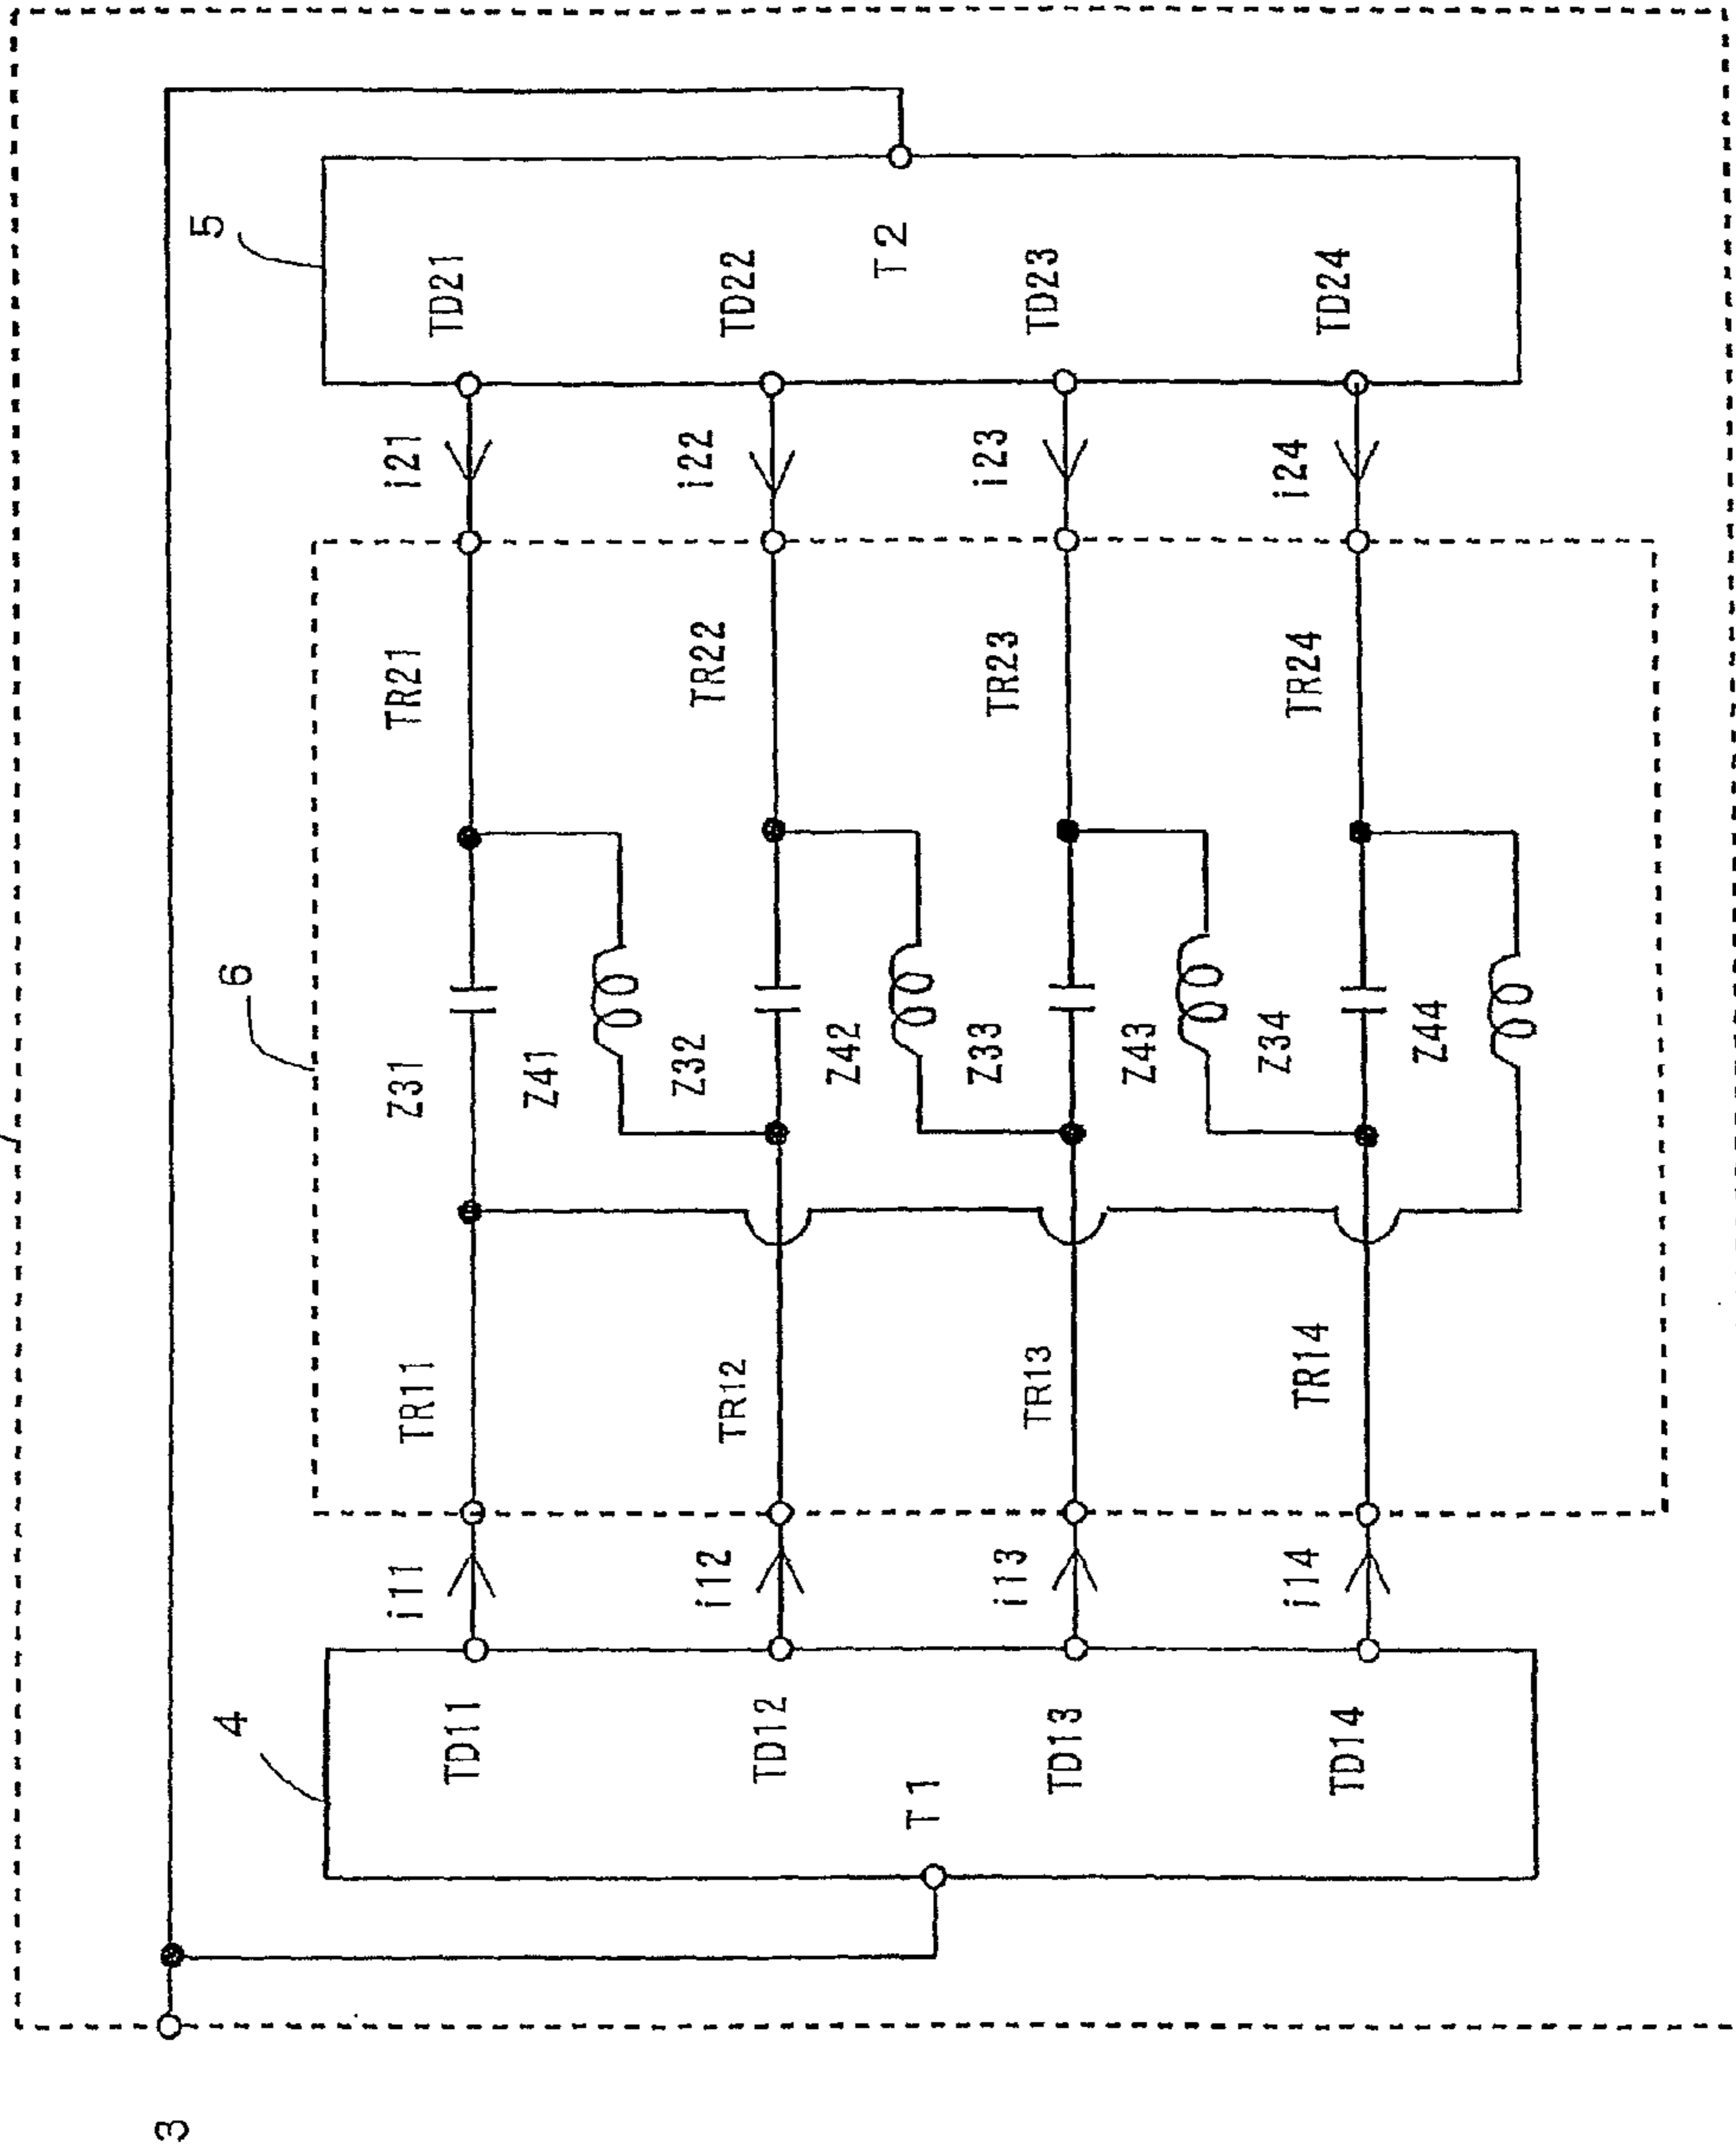 3
4
5
6
T1
T2
TD11
TD12
TD13
TD14
i11
i12
i13
i14
TR11
TR12
TR13
TR14
Z31
Z41
Z32
Z42
Z33
Z43
Z34
Z44
TR21
TR22
TR23
TR24
i21
i22
i23
i24
TD21
TD22
TD23
TD24